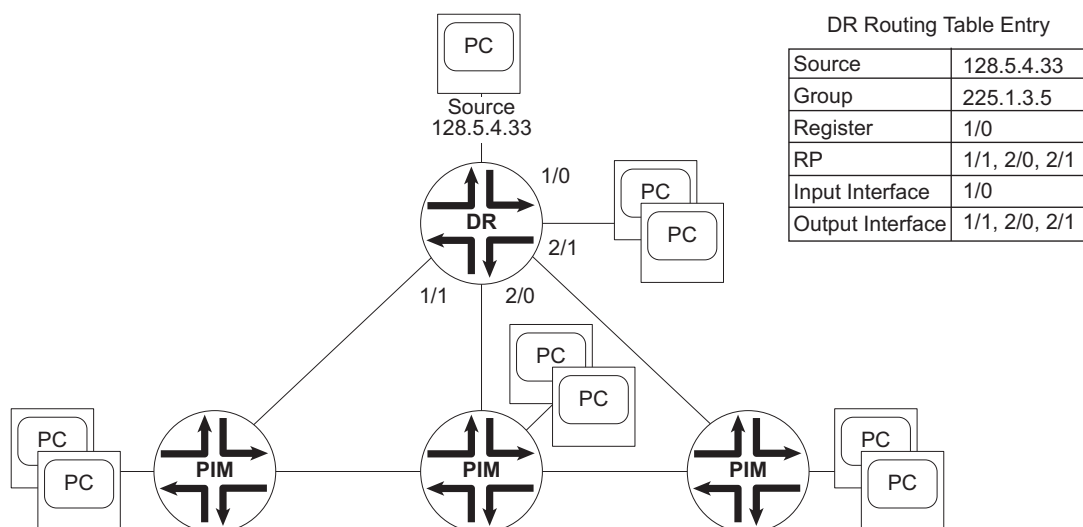 PC
Source
128.5.4.33
1/0
DR
2/1
1/1
2/0
PC
PC
PC
PC
PC
PC
PIM
PIM
PIM
PC
PC
DR Routing Table Entry
Source 128.5.4.33
Group 225.1.3.5
Register 1/0
RP 1/1, 2/0, 2/1
Input Interface 1/0
Output Interface 1/1, 2/0, 2/1